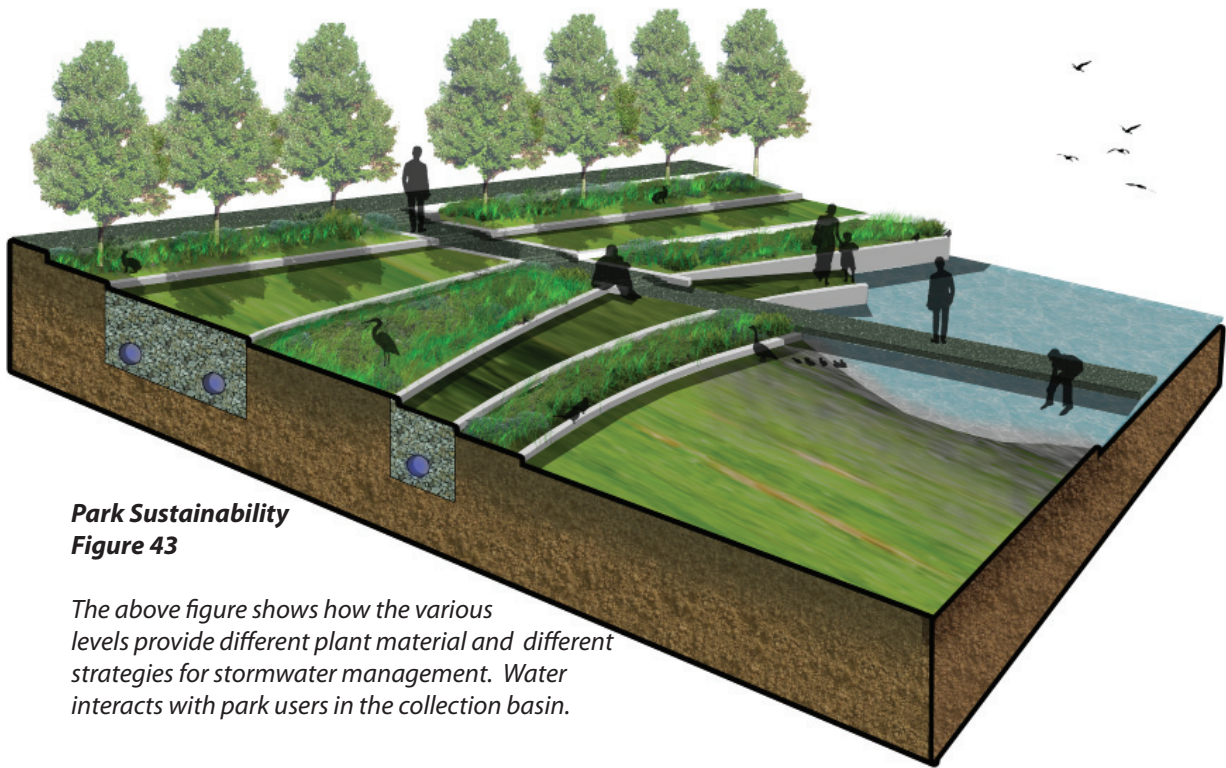 Park Sustainability
Figure 43
The above figure shows how the various
levels provide different plant material and different
strategies for stormwater management. Water
interacts with park users in the collection basin.